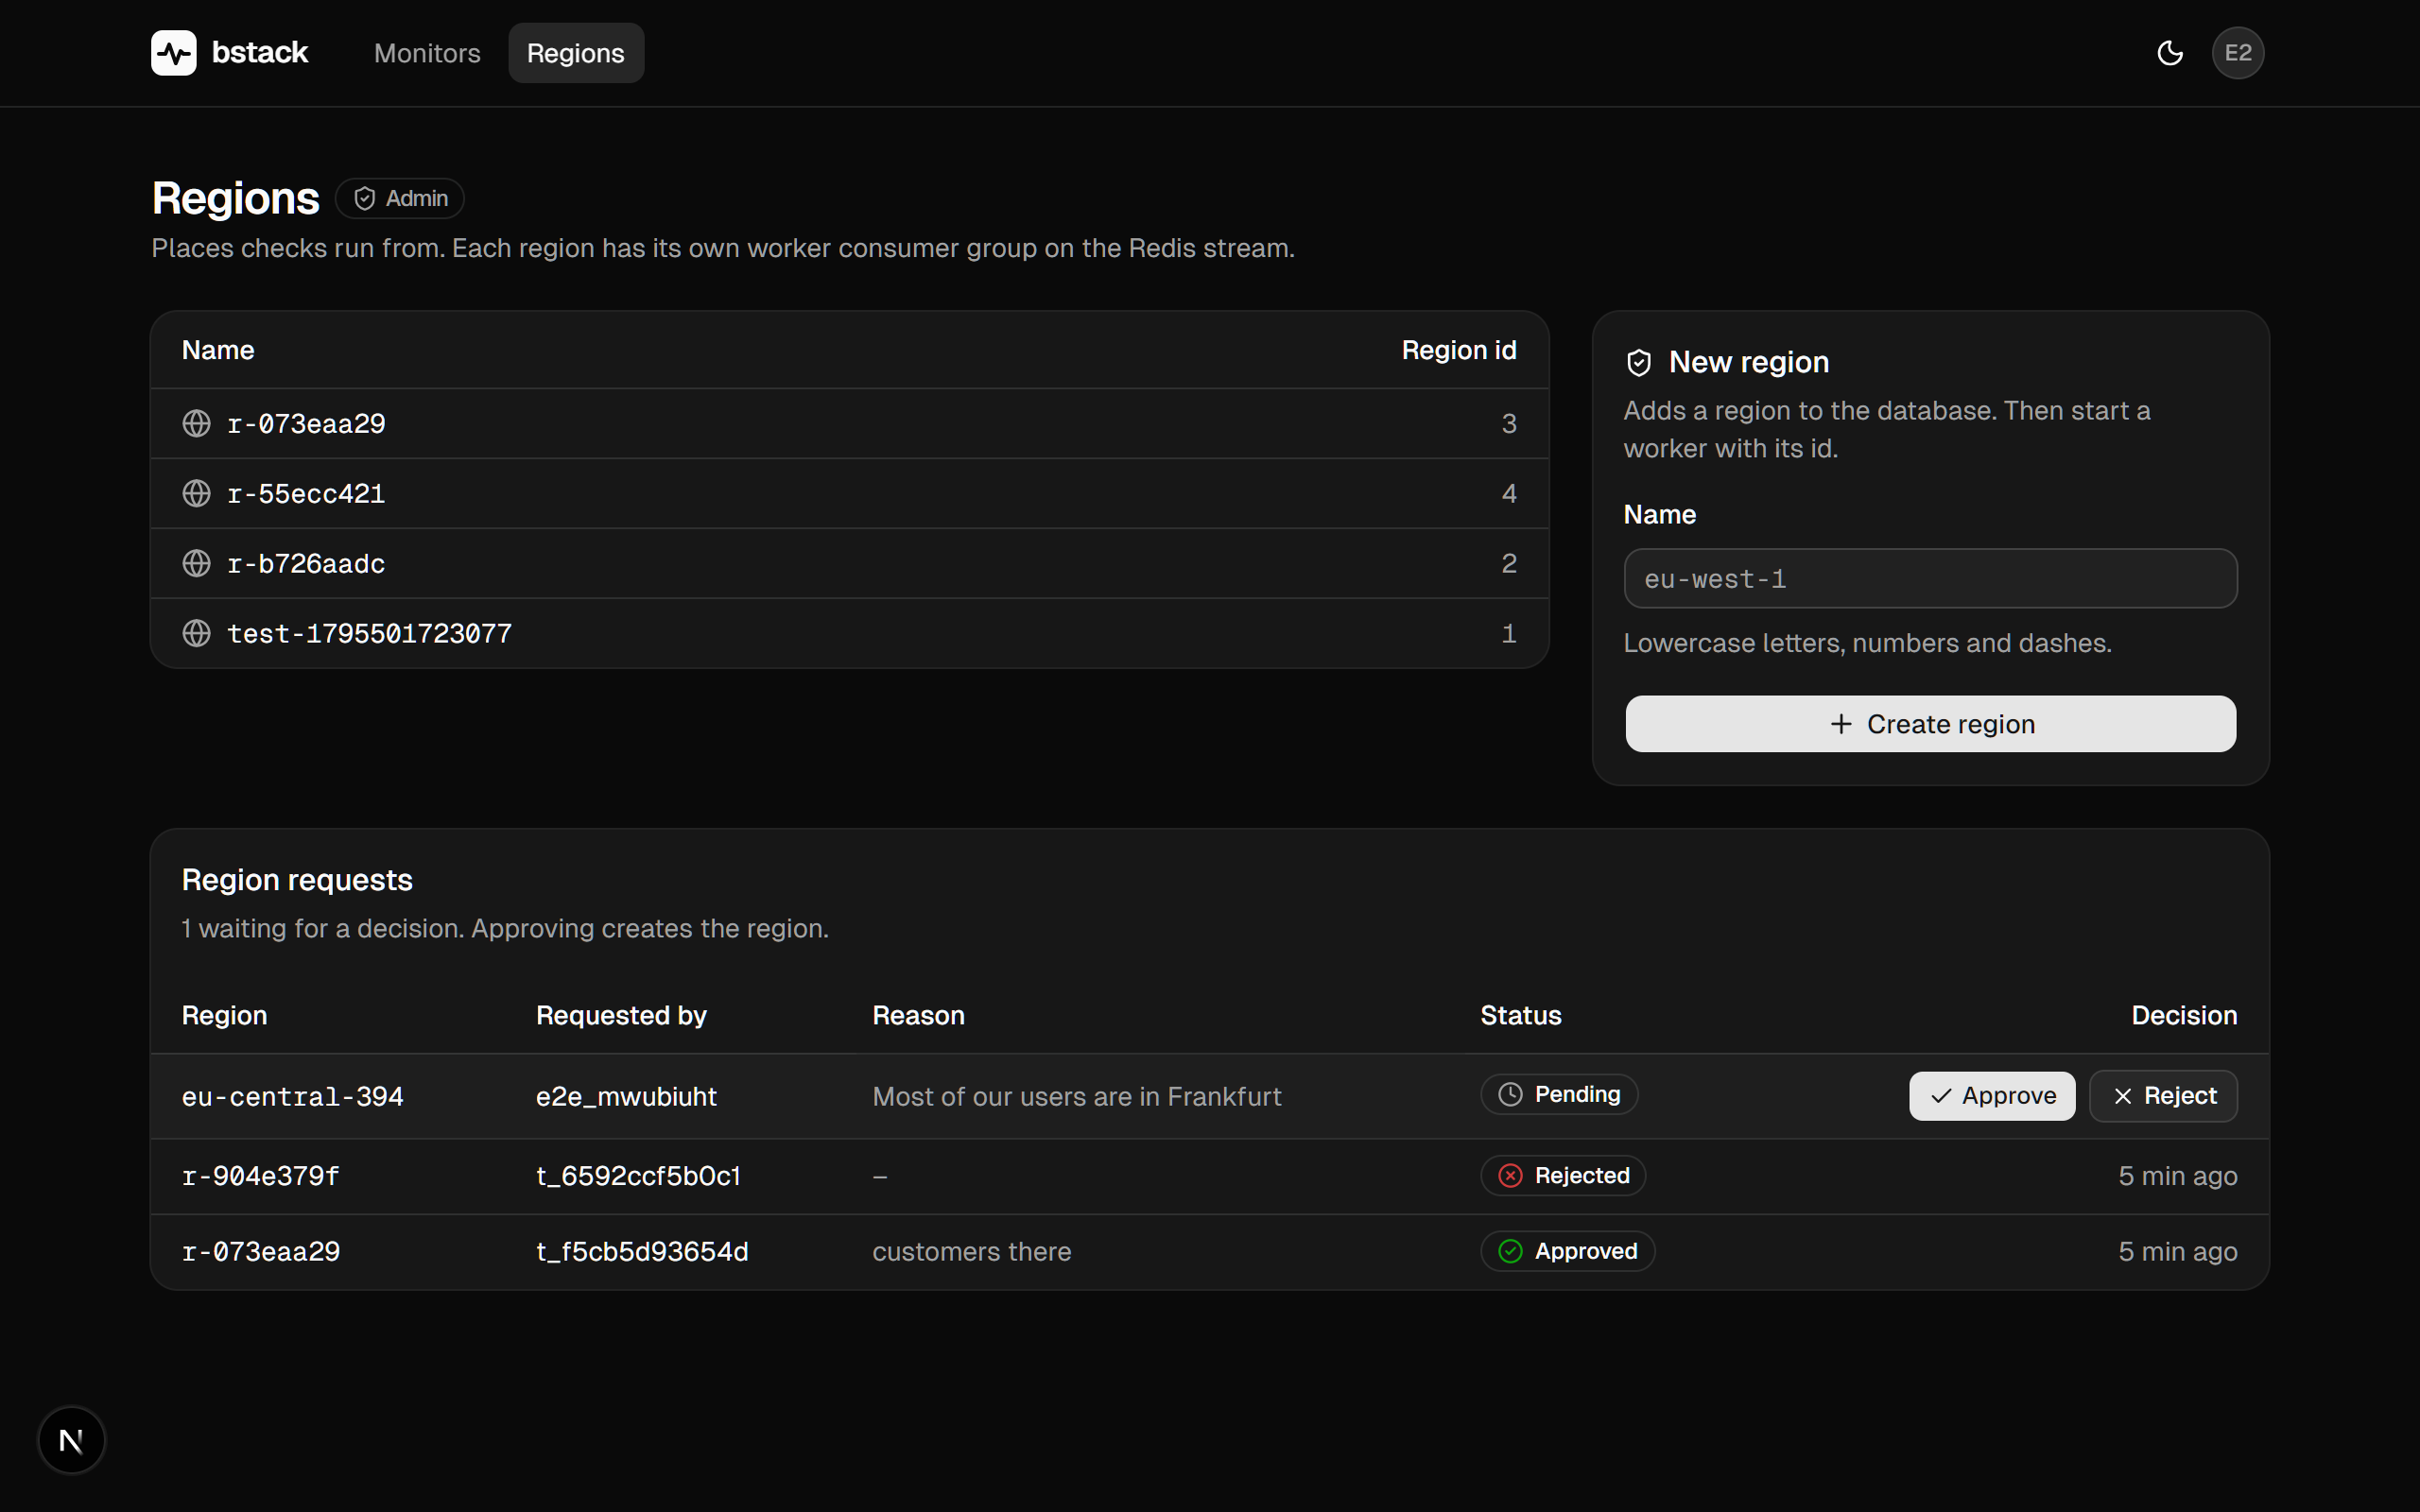 bstack
Monitors
Regions
E2
Regions
Admin
Places checks run from. Each region has its own worker consumer group on the Redis stream.
Name Region id
r-073eaa29 3
r-55ecc421 4
r-b726aadc 2
test-1795501723077 1
New region
Adds a region to the database. Then start a
worker with its id.
Name
eu-west-1
Lowercase letters, numbers and dashes.
Create region
Region requests
1 waiting for a decision. Approving creates the region.
Region Requested by Reason Status Decision
eu-central-394 e2e_mwubiuht Most of our users are in Frankfurt Pending Approve Reject
r-904e379f t_6592ccf5b0c1 – Rejected 5 min ago
r-073eaa29 t_f5cb5d93654d customers there Approved 5 min ago
N